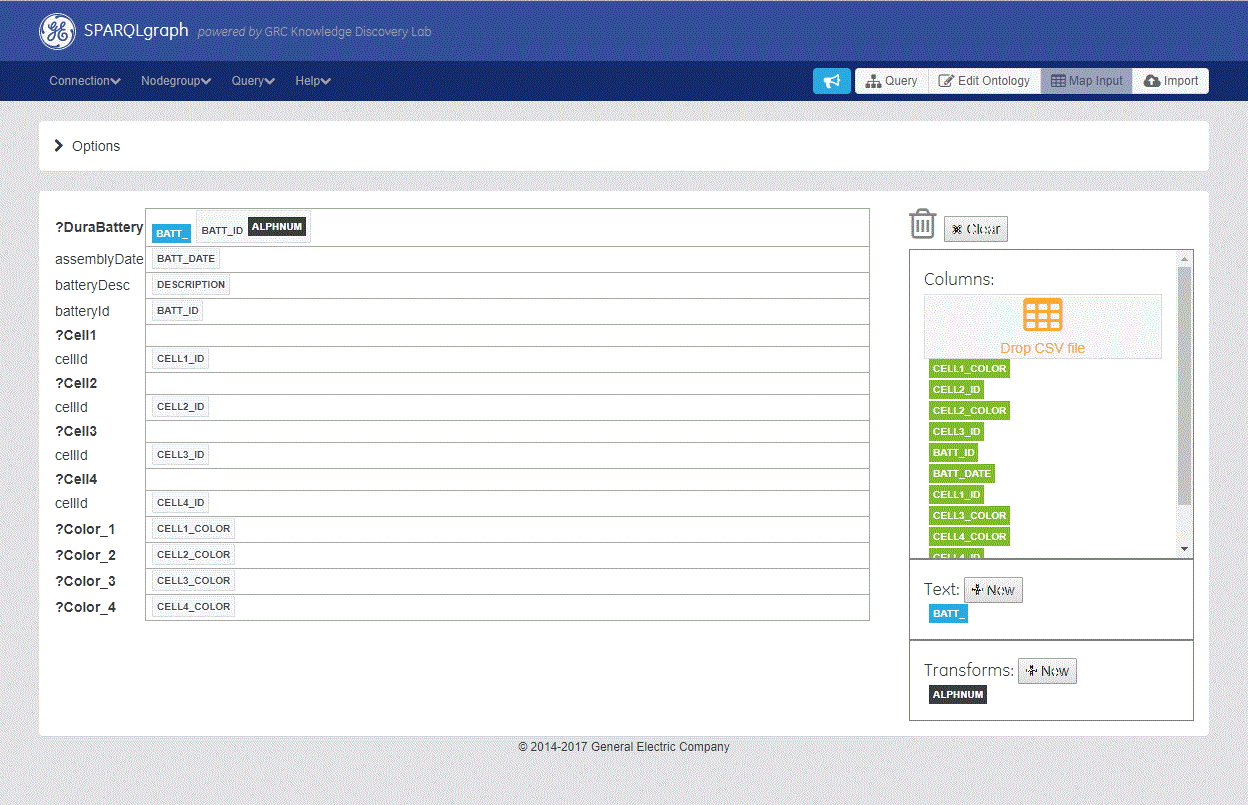 SPARQLgraph powered by GRC Knowledge Discovery Lab
Connection Nodegroup Query Help Query Edit Ontology Map Input Import
Options
?DuraBattery BATT_ BATT_ID ALPHNUM
assemblyDate BATT_DATE
batteryDesc DESCRIPTION
batteryId BATT_ID
?Cell1
cellId CELL1_ID
?Cell2
cellId CELL2_ID
?Cell3
cellId CELL3_ID
?Cell4
cellId CELL4_ID
?Color_1 CELL1_COLOR
?Color_2 CELL2_COLOR
?Color_3 CELL3_COLOR
?Color_4 CELL4_COLOR
Clear
Columns:
Drop CSV file
CELL1_COLOR
CELL2_ID
CELL2_COLOR
CELL3_ID
BATT_ID
BATT_DATE
CELL1_ID
CELL3_COLOR
CELL4_COLOR
CELL4_ID
Text: New
BATT_
Transforms: New
ALPHNUM
© 2014-2017 General Electric Company